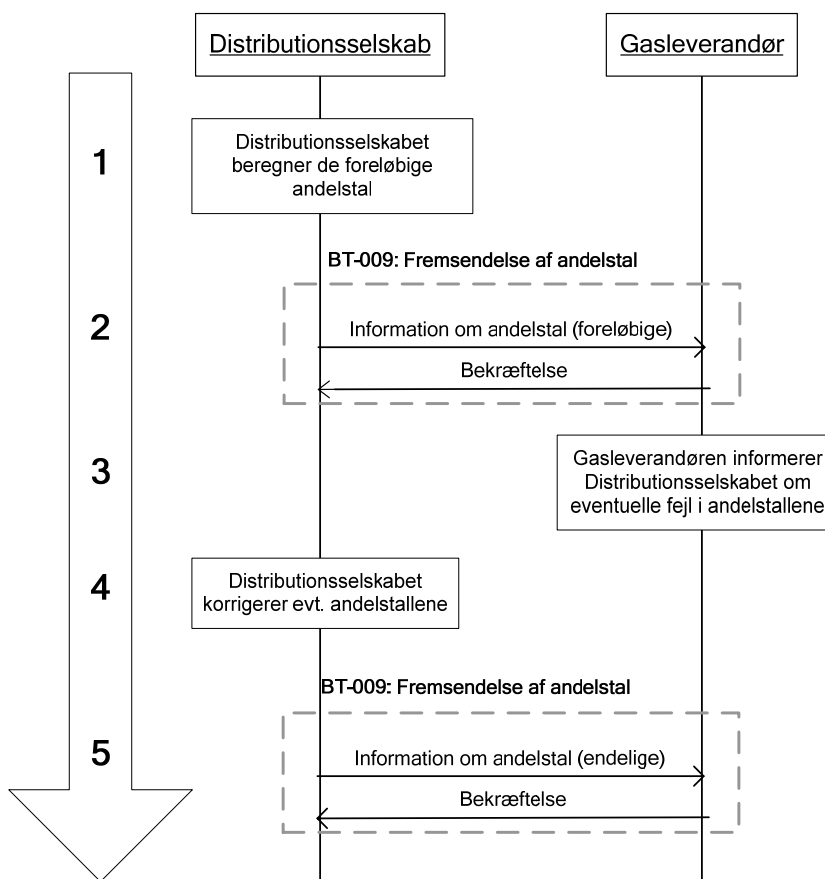 Distributionsselskab
Gasleverandør
1
Distributionsselskabet
beregner de foreløbige
andelstal
BT-009: Fremsendelse af andelstal
2
Information om andelstal (foreløbige)
Bekræftelse
3
Gasleverandøren informerer
Distributionsselskabet om
eventuelle fejl i andelstallene
4
Distributionsselskabet
korrigerer evt. andelstallene
BT-009: Fremsendelse af andelstal
5
Information om andelstal (endelige)
Bekræftelse